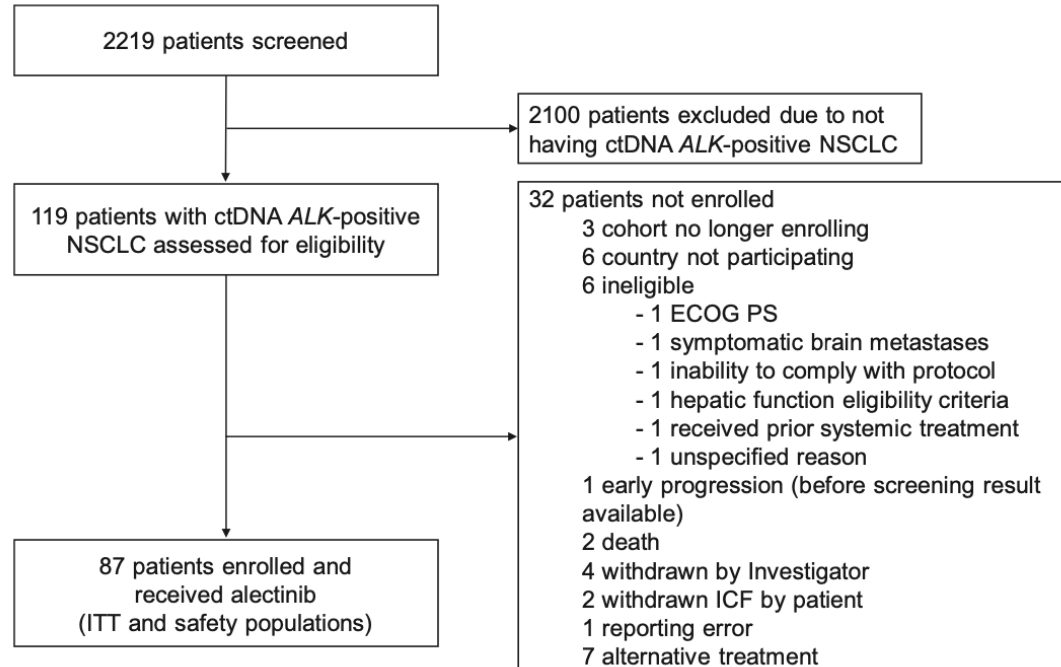 2219 patients screened
2100 patients excluded due to not
having ctDNA ALK-positive NSCLC
119 patients with ctDNA ALK-positive
NSCLC assessed for eligibility
32 patients not enrolled
3 cohort no longer enrolling
6 country not participating
6 ineligible
- 1 ECOG PS
- 1 symptomatic brain metastases
- 1 inability to comply with protocol
- 1 hepatic function eligibility criteria
- 1 received prior systemic treatment
- 1 unspecified reason
1 early progression (before screening result
available)
2 death
4 withdrawn by Investigator
2 withdrawn ICF by patient
1 reporting error
7 alternative treatment
87 patients enrolled and
received alectinib
(ITT and safety populations)